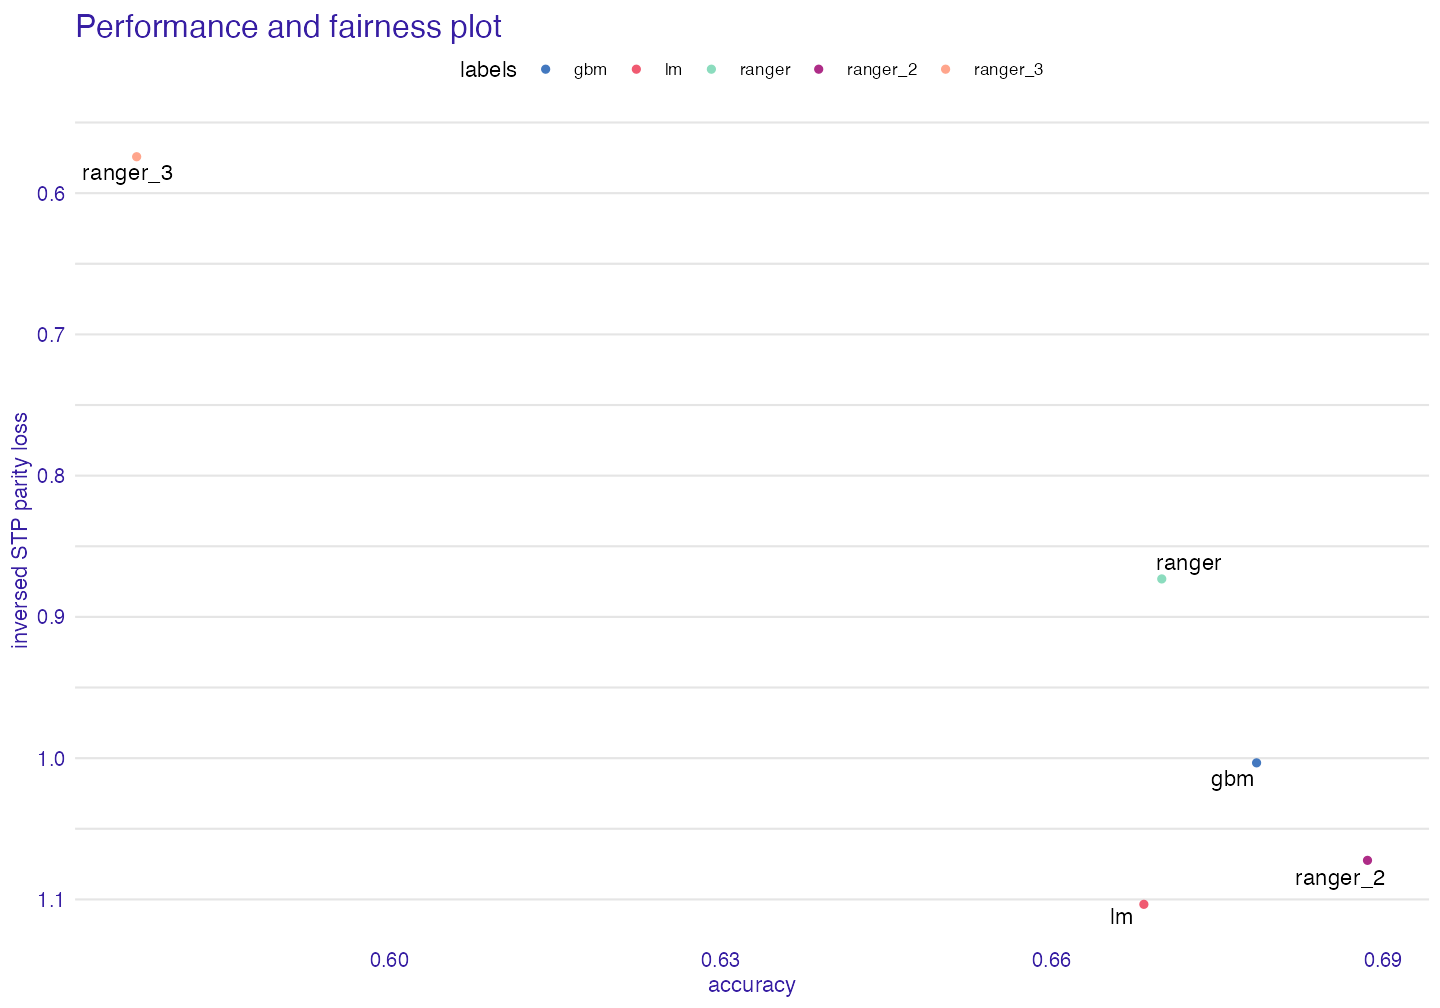 Performance and fairness plot
labels gbm lm ranger ranger_2 ranger_3
ranger_3
0.6
0.7
0.8
ranger
0.9
1.0
gbm
ranger_2
1.1
lm
inversed STP parity loss
0.60 0.63 0.66 0.69
accuracy